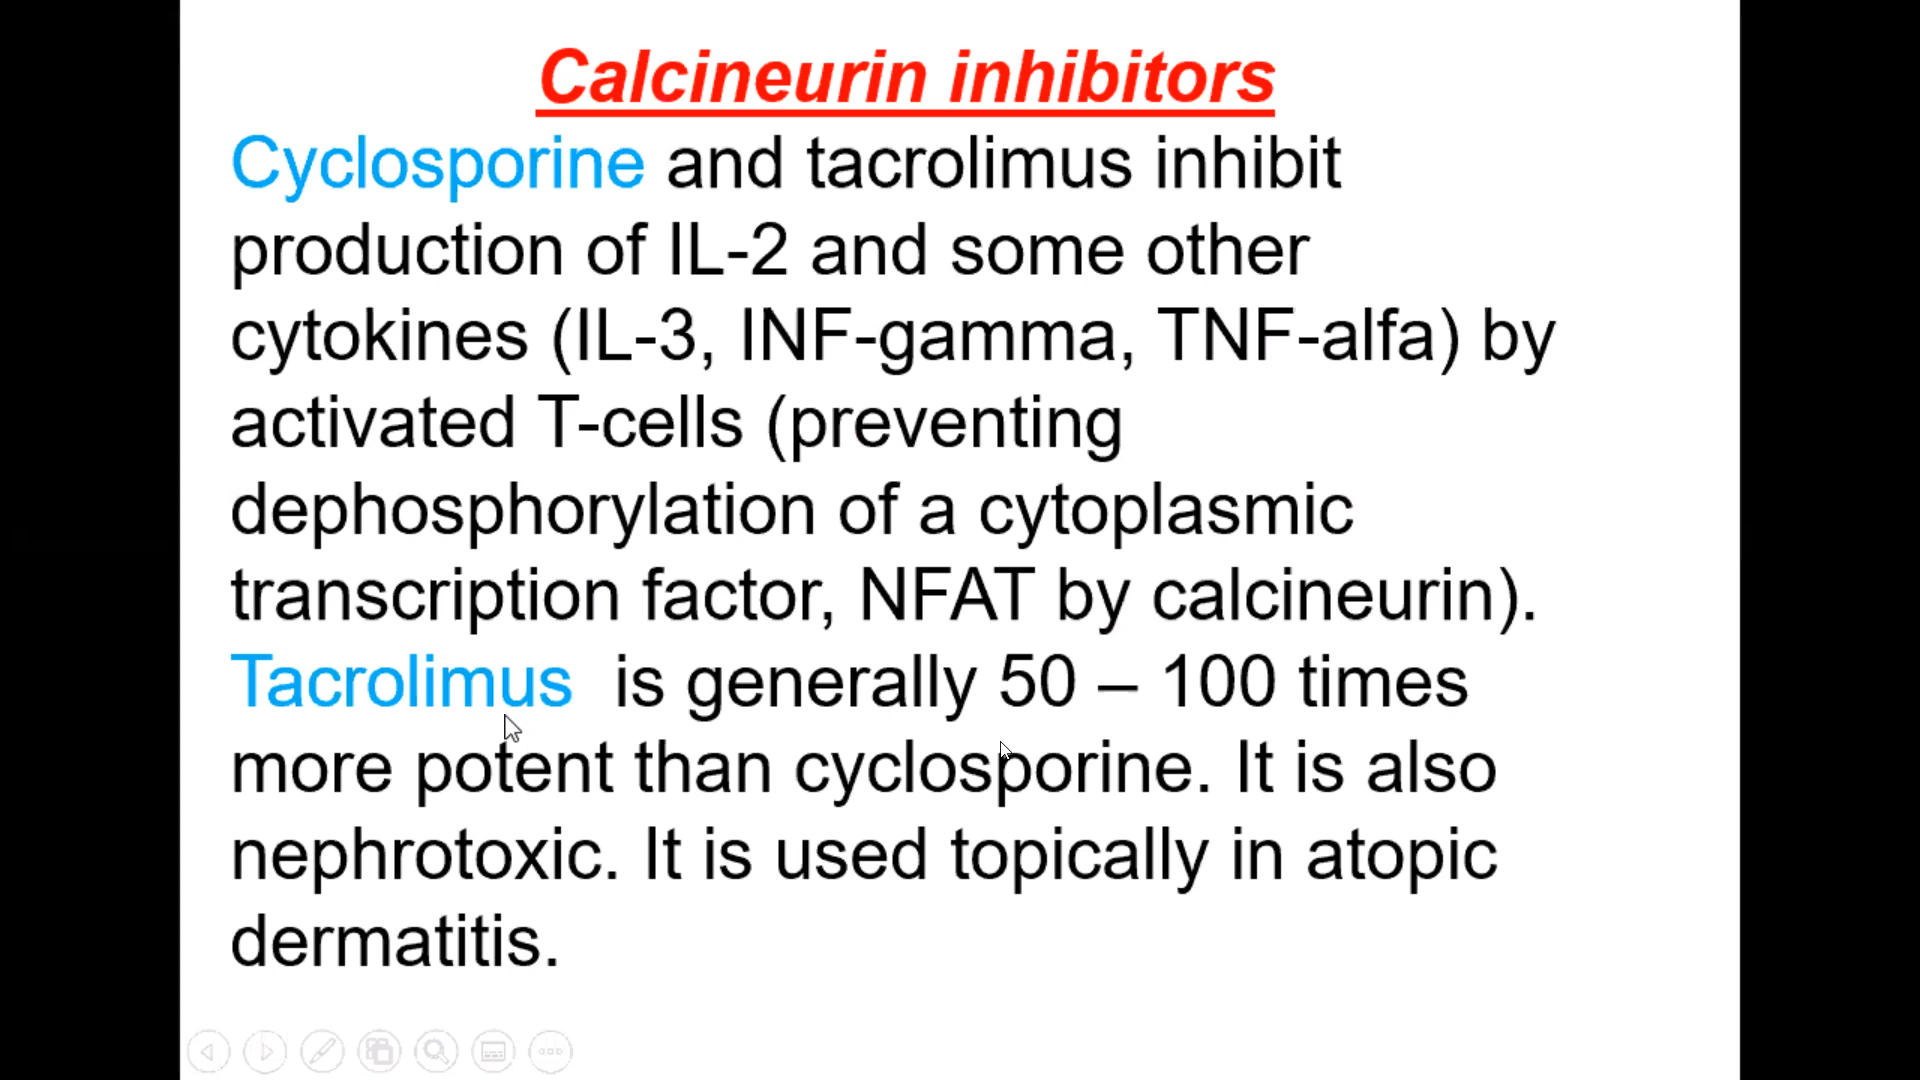 Calcineurin inhibitors
Cyclosporine and tacrolimus inhibit
production of IL-2 and some other
cytokines (IL-3, INF-gamma, TNF-alfa) by
activated T-cells (preventing
dephosphorylation of a cytoplasmic
transcription factor, NFAT by calcineurin).
Tacrolimus is generally 50 – 100 times
more potent than cyclosporine. It is also
nephrotoxic. It is used topically in atopic
dermatitis.